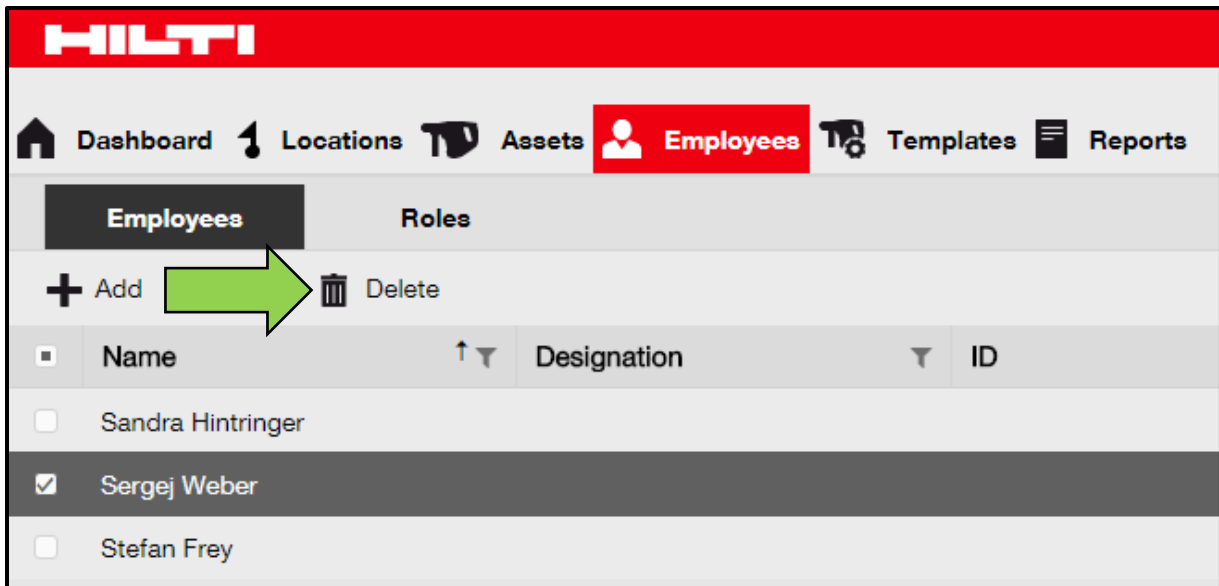 HILTI
Dashboard Locations Assets Employees Templates Reports
Employees Roles
Add Delete
Name Designation ID
Sandra Hintringer
Sergej Weber
Stefan Frey